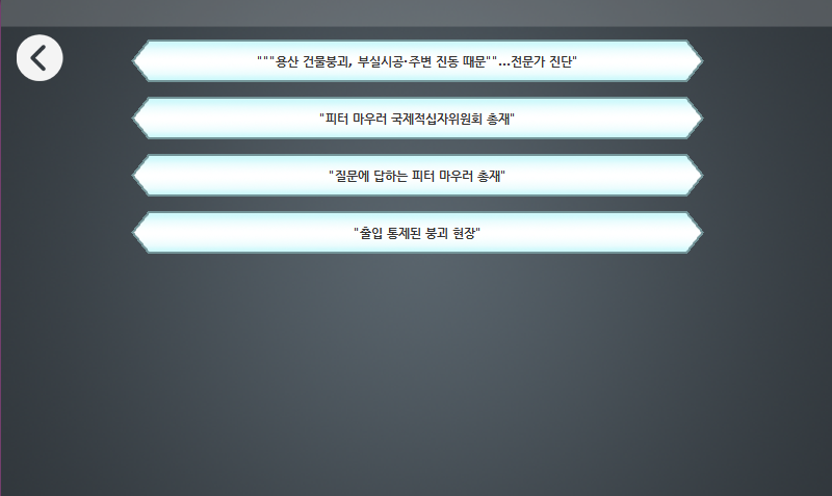 """용산 건물붕괴, 부실시공·주변 진동 때문""...전문가 진단"
"피터 마우러 국제적십자위원회 총재"
"질문에 답하는 피터 마우러 총재"
"출입 통제된 붕괴 현장"